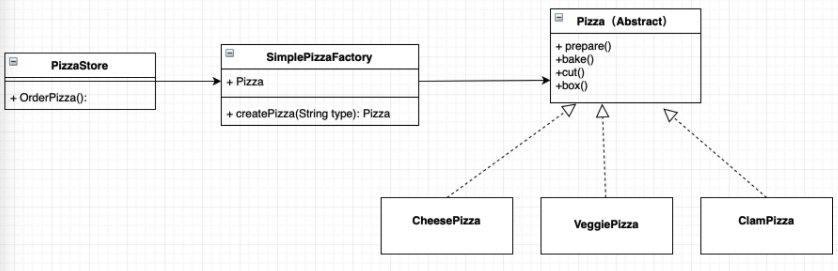 PizzaStore
+ OrderPizza():
SimplePizzaFactory
+ Pizza
+ createPizza(String type): Pizza
Pizza（Abstract）
+ prepare()
+bake()
+cut()
+box()
CheesePizza
VeggiePizza
ClamPizza